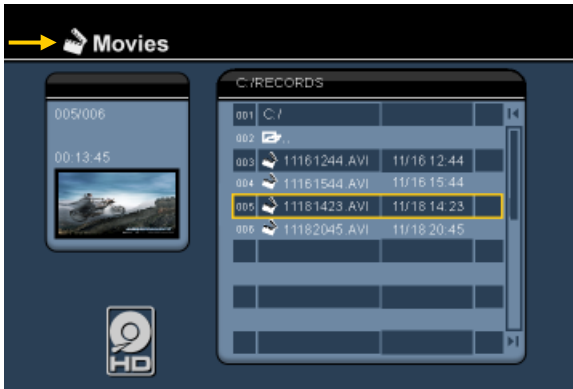 Movies
C:/RECORDS
005/006
00:13:45
001 C:/
002 ..
003 11161244.AVI 11/16 12:44
004 11161544.AVI 11/16 15:44
005 11181423.AVI 11/18 14:23
006 11182045.AVI 11/18 20:45
HD